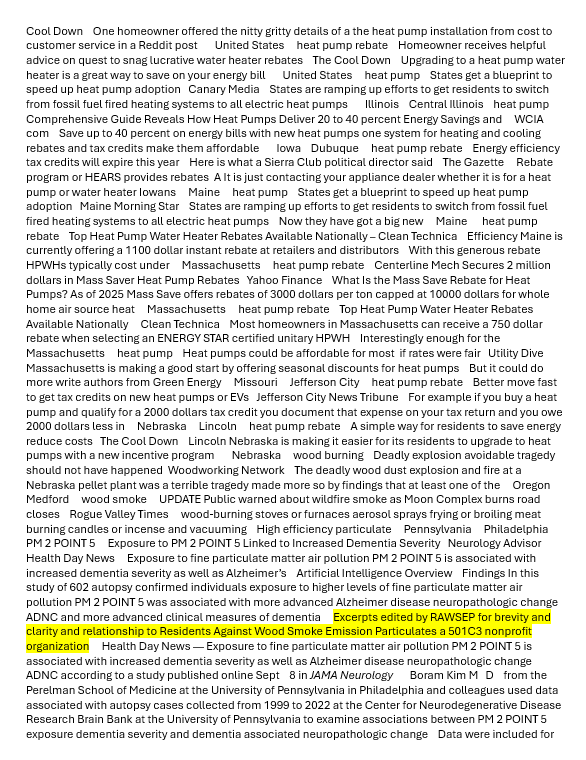 Cool Down One homeowner offered the nitty gritty details of a the heat pump installation from cost to
customer service in a Reddit post United States heat pump rebate Homeowner receives helpful
advice on quest to snag lucrative water heater rebates The Cool Down Upgrading to a heat pump water
heater is a great way to save on your energy bill United States heat pump States get a blueprint to
speed up heat pump adoption Canary Media States are ramping up efforts to get residents to switch
from fossil fuel fired heating systems to all electric heat pumps Illinois Central Illinois heat pump
Comprehensive Guide Reveals How Heat Pumps Deliver 20 to 40 percent Energy Savings and WCIA
com Save up to 40 percent on energy bills with new heat pumps one system for heating and cooling
rebates and tax credits make them affordable Iowa Dubuque heat pump rebate Energy efficiency
tax credits will expire this year Here is what a Sierra Club political director said The Gazette Rebate
program or HEARS provides rebates A It is just contacting your appliance dealer whether it is for a heat
pump or water heater Iowans Maine heat pump States get a blueprint to speed up heat pump
adoption Maine Morning Star States are ramping up efforts to get residents to switch from fossil fuel
fired heating systems to all electric heat pumps Now they have got a big new Maine heat pump
rebate Top Heat Pump Water Heater Rebates Available Nationally – Clean Technica Efficiency Maine is
currently offering a 1100 dollar instant rebate at retailers and distributors With this generous rebate
HPWHs typically cost under Massachusetts heat pump rebate Centerline Mech Secures 2 million
dollars in Mass Saver Heat Pump Rebates Yahoo Finance What Is the Mass Save Rebate for Heat
Pumps? As of 2025 Mass Save offers rebates of 3000 dollars per ton capped at 10000 dollars for whole
home air source heat Massachusetts heat pump rebate Top Heat Pump Water Heater Rebates
Available Nationally Clean Technica Most homeowners in Massachusetts can receive a 750 dollar
rebate when selecting an ENERGY STAR certified unitary HPWH Interestingly enough for the
Massachusetts heat pump Heat pumps could be affordable for most if rates were fair Utility Dive
Massachusetts is making a good start by offering seasonal discounts for heat pumps But it could do
more write authors from Green Energy Missouri Jefferson City heat pump rebate Better move fast
to get tax credits on new heat pumps or EVs Jefferson City News Tribune For example if you buy a heat
pump and qualify for a 2000 dollars tax credit you document that expense on your tax return and you owe
2000 dollars less in Nebraska Lincoln heat pump rebate A simple way for residents to save energy
reduce costs The Cool Down Lincoln Nebraska is making it easier for its residents to upgrade to heat
pumps with a new incentive program Nebraska wood burning Deadly explosion avoidable tragedy
should not have happened Woodworking Network The deadly wood dust explosion and fire at a
Nebraska pellet plant was a terrible tragedy made more so by findings that at least one of the Oregon
Medford wood smoke UPDATE Public warned about wildfire smoke as Moon Complex burns road
closes Rogue Valley Times wood-burning stoves or furnaces aerosol sprays frying or broiling meat
burning candles or incense and vacuuming High efficiency particulate Pennsylvania Philadelphia
PM 2 POINT 5 Exposure to PM 2 POINT 5 Linked to Increased Dementia Severity Neurology Advisor
Health Day News Exposure to fine particulate matter air pollution PM 2 POINT 5 is associated with
increased dementia severity as well as Alzheimer's Artificial Intelligence Overview Findings In this
study of 602 autopsy confirmed individuals exposure to higher levels of fine particulate matter air
pollution PM 2 POINT 5 was associated with more advanced Alzheimer disease neuropathologic change
ADNC and more advanced clinical measures of dementia Excerpts edited by RAWSEP for brevity and
clarity and relationship to Residents Against Wood Smoke Emission Particulates a 501C3 nonprofit
organization Health Day News — Exposure to fine particulate matter air pollution PM 2 POINT 5 is
associated with increased dementia severity as well as Alzheimer disease neuropathologic change
ADNC according to a study published online Sept 8 in JAMA Neurology Boram Kim M D from the
Perelman School of Medicine at the University of Pennsylvania in Philadelphia and colleagues used data
associated with autopsy cases collected from 1999 to 2022 at the Center for Neurodegenerative Disease
Research Brain Bank at the University of Pennsylvania to examine associations between PM 2 POINT 5
exposure dementia severity and dementia associated neuropathologic change Data were included for